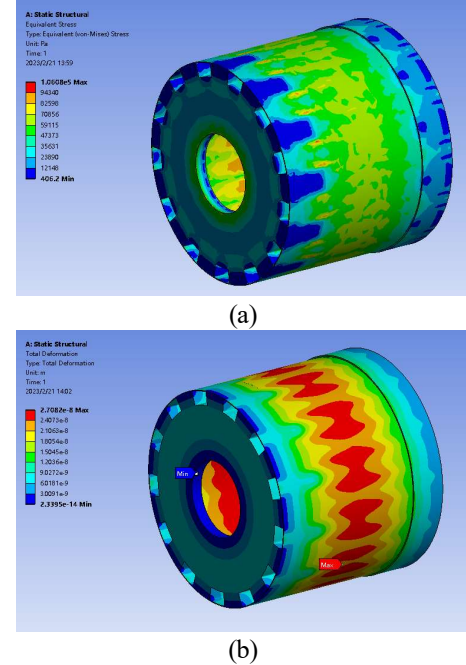 A: Static Structural
Equivalent Stress
Type: Equivalent (von-Mises) Stress
Unit: Pa
Time: 1
2023/2/21 13:59
1.0608e5 Max
94340
82598
70856
59115
47373
35631
23890
12148
406.2 Min
(a)
A: Static Structural
Total Deformation
Type: Total Deformation
Unit: m
Time: 1
2023/2/21 14:02
2.7082e-8 Max
2.4073e-8
2.1063e-8
1.8054e-8
1.5045e-8
1.2036e-8
9.0272e-9
6.0181e-9
3.0091e-9
2.3395e-14 Min
Min
Max
(b)